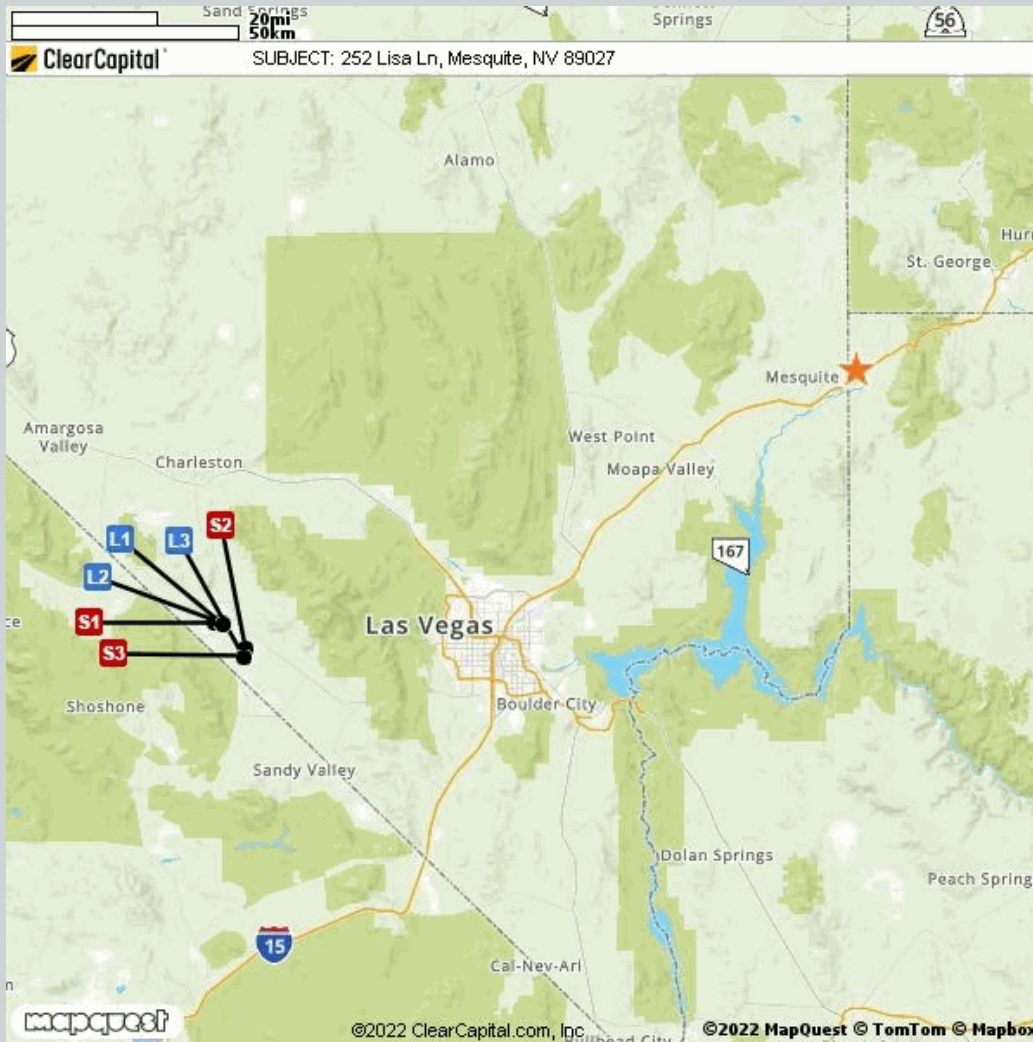 Sand Springs
Springs
56
20mi
50km
ClearCapital
SUBJECT: 252 Lisa Ln, Mesquite, NV 89027
Alamo
St. George
Mesquite
Amargosa
Valley
Charleston
West Point
Moapa Valley
L1
L3
S2
L2
167
S1
S3
Las Vegas
Shoshone
Boulder City
Sandy Valley
Dolan Springs
Peach Spring
15
Cal-Nev-Ari
mapquest
©2022 ClearCapital.com, Inc
©2022 MapQuest © TomTom © Mapbox